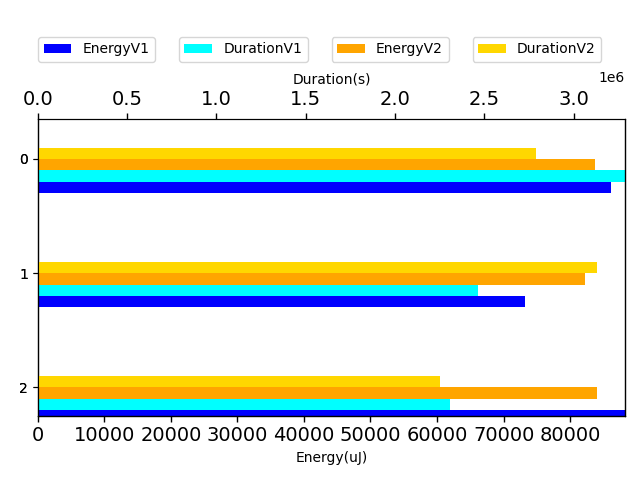 EnergyV1 DurationV1 EnergyV2 DurationV2
Duration(s)
1e6
0.0 0.5 1.0 1.5 2.0 2.5 3.0
0
1
2
0 10000 20000 30000 40000 50000 60000 70000 80000
Energy(uJ)